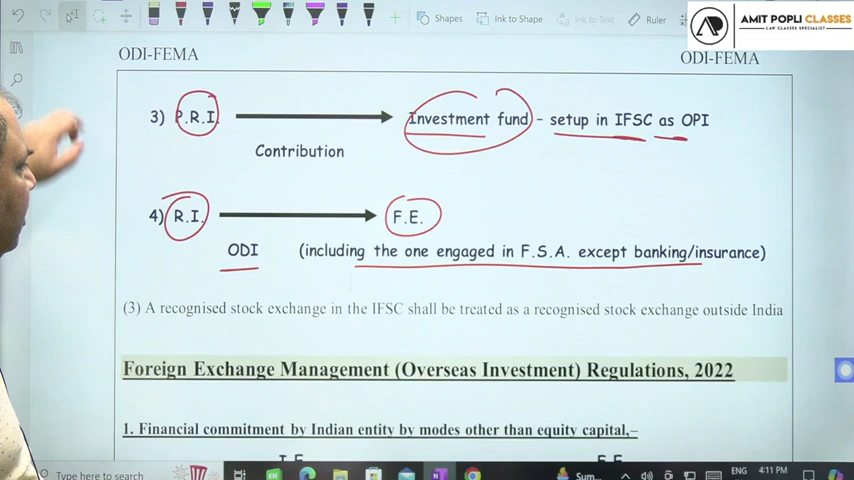 Shapes Ink to Shape Ink to Text Ruler
AMIT POPLI CLASSES
LAW CLASSES SPECIALIST
ODI-FEMA ODI-FEMA
3) P.R.I. Investment fund - setup in IFSC as OPI
Contribution
4) R.I. F.E.
ODI (including the one engaged in F.S.A. except banking/insurance)
(3) A recognised stock exchange in the IFSC shall be treated as a recognised stock exchange outside India
Foreign Exchange Management (Overseas Investment) Regulations, 2022
1. Financial commitment by Indian entity by modes other than equity capital,–
I.E. F.E.
Type here to search Sum... ENG 4:11 PM